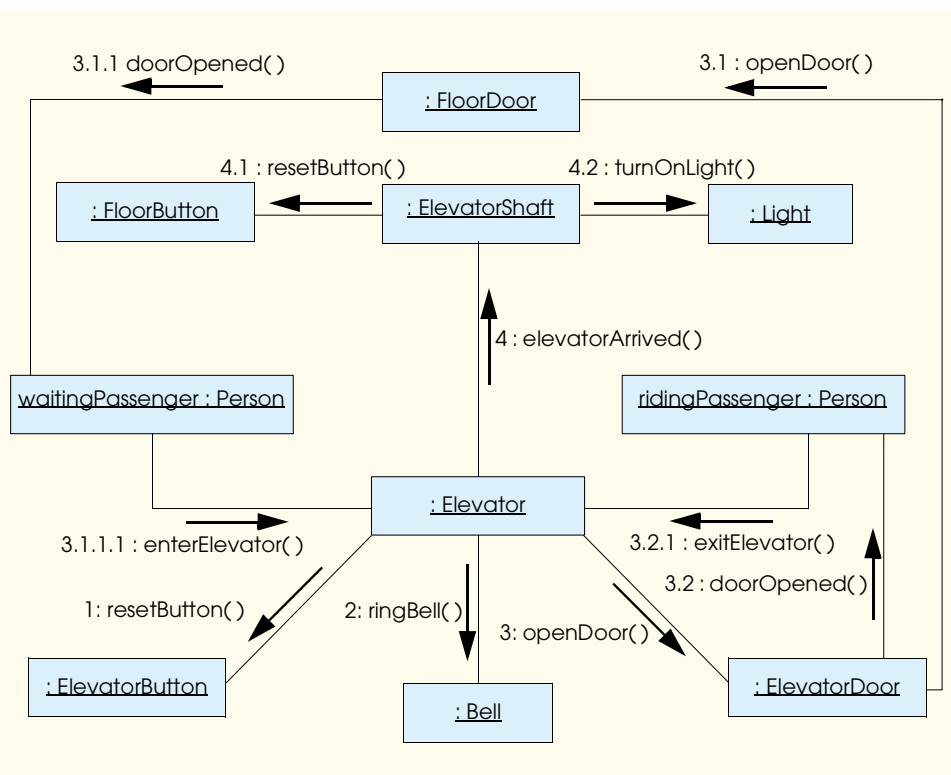 3.1.1 doorOpened( )
3.1 : openDoor( )
: FloorDoor
4.1 : resetButton( )
4.2 : turnOnLight( )
: FloorButton
: ElevatorShaft
: Light
4 : elevatorArrived( )
waitingPassenger : Person
ridingPassenger : Person
: Elevator
3.1.1.1 : enterElevator( )
3.2.1 : exitElevator( )
3.2 : doorOpened( )
1: resetButton( )
2: ringBell( )
3: openDoor( )
: ElevatorButton
: Bell
: ElevatorDoor